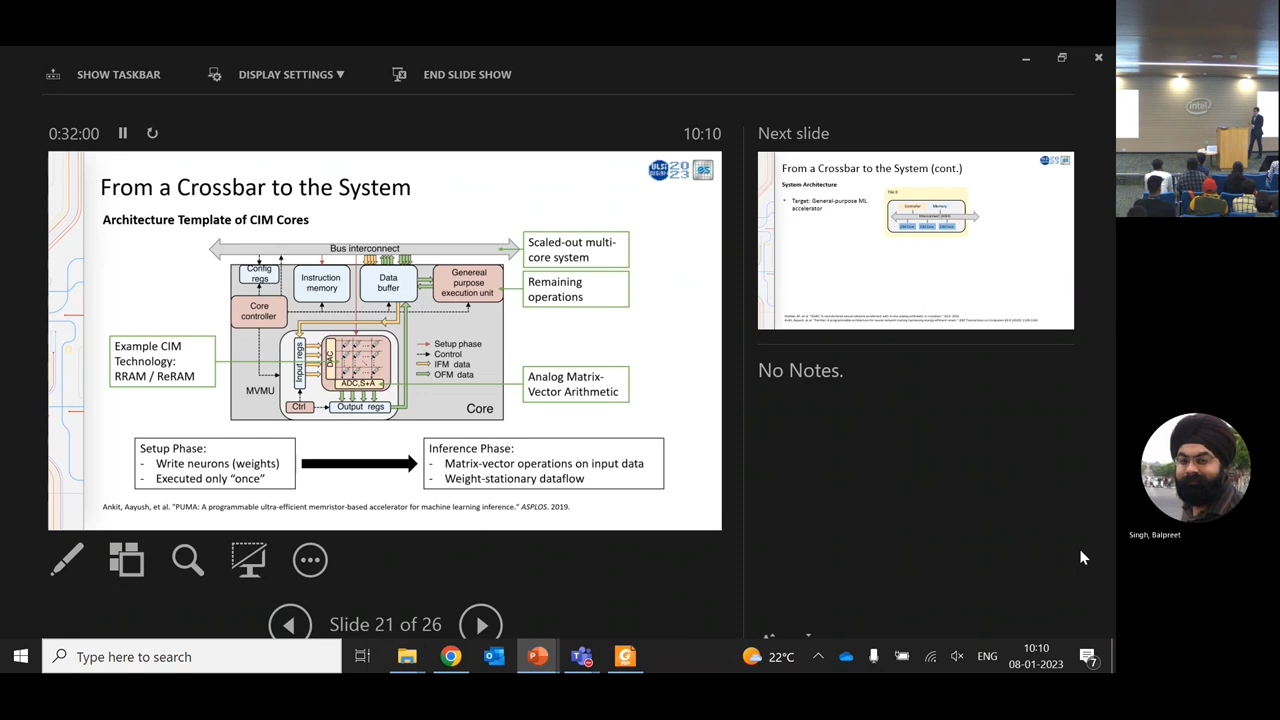 SHOW TASKBAR
DISPLAY SETTINGS ▼
END SLIDE SHOW
0:32:00
10:10
From a Crossbar to the System
Architecture Template of CIM Cores
VLSI
20
23
Bus interconnect
Config
regs
Instruction
memory
Data
buffer
Genereal
purpose
execution unit
Core
controller
Scaled-out multi-
core system
Remaining
operations
Example CIM
Technology:
RRAM / ReRAM
Input regs
DAC
ADC,S+A
MVMU
Ctrl
Output regs
Setup phase
Control
IFM data
OFM data
Core
Analog Matrix-
Vector Arithmetic
Setup Phase:
- Write neurons (weights)
- Executed only “once”
Inference Phase:
- Matrix-vector operations on input data
- Weight-stationary dataflow
Ankit, Aayush, et al. "PUMA: A programmable ultra-efficient memristor-based accelerator for machine learning inference." ASPLOS. 2019.
Slide 21 of 26
Next slide
From a Crossbar to the System (cont.)
System Architecture
• Target: General-purpose ML
accelerator
Controller
Memory
No Notes.
intel
Singh, Balpreet
Type here to search
22°C
ENG
10:10
08-01-2023
7